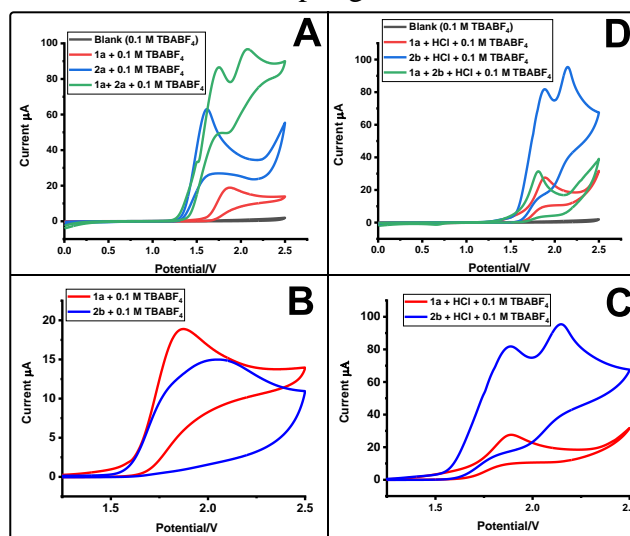 A
Blank (0.1 M TBABF₄)
1a + 0.1 M TBABF₄
2a + 0.1 M TBABF₄
1a+ 2a + 0.1 M TBABF₄
Current µA
100
80
60
40
20
0
0.0 0.5 1.0 1.5 2.0 2.5
Potential/V
D
Blank (0.1 M TBABF₄)
1a + HCl + 0.1 M TBABF₄
2b + HCl + 0.1 M TBABF₄
1a + 2b + HCl + 0.1 M TBABF₄
Current µA
100
80
60
40
20
0
0.0 0.5 1.0 1.5 2.0 2.5
Potential/V
B
1a + 0.1 M TBABF₄
2b + 0.1 M TBABF₄
Current µA
20
15
10
5
0
1.5 2.0 2.5
Potential/V
C
1a + HCl + 0.1 M TBABF₄
2b + HCl + 0.1 M TBABF₄
Current µA
100
80
60
40
20
0
1.5 2.0
Potential/V